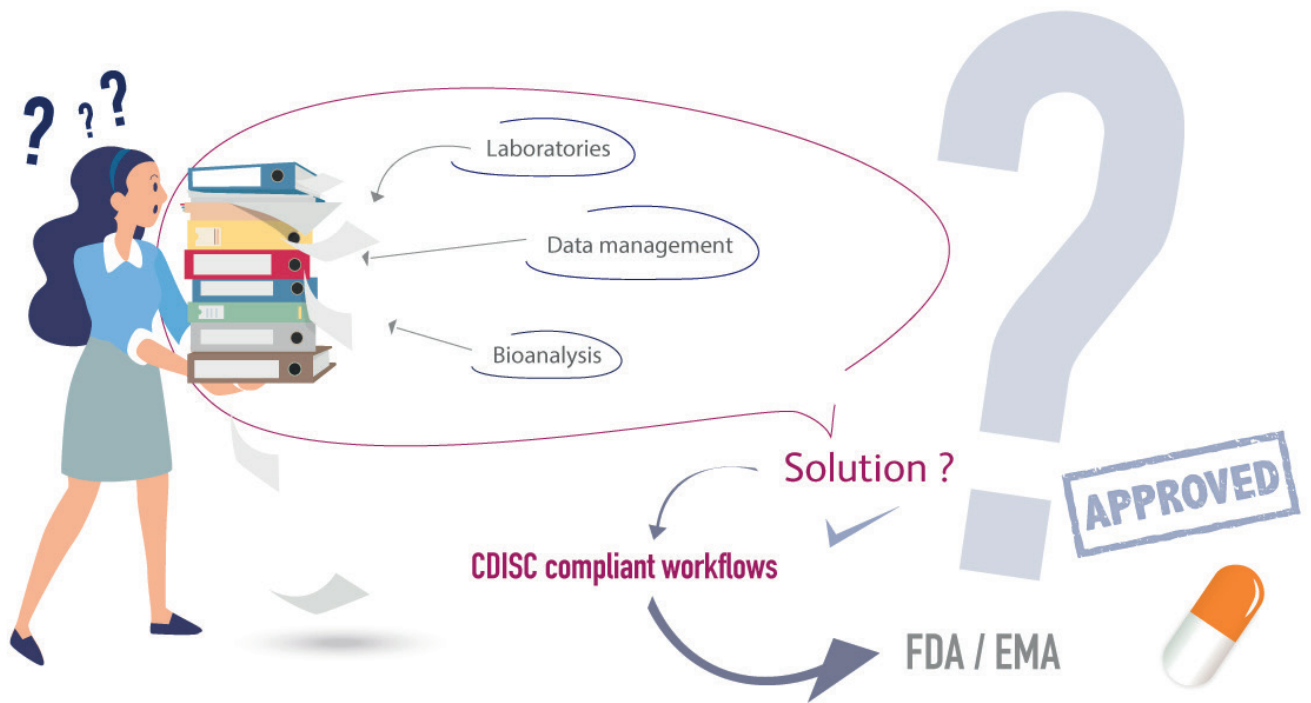 ? ? ?
Laboratories
Data management
Bioanalysis
?
Solution ?
APPROVED
CDISC compliant workflows
FDA / EMA